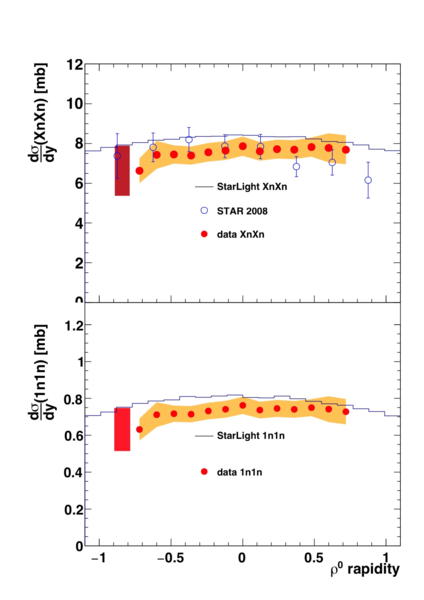 dσ/dy(XnXn) [mb]
12
10
8
6
4
2
0
StarLight XnXn
STAR 2008
data XnXn
dσ/dy(1n1n) [mb]
1.2
1
0.8
0.6
0.4
0.2
0
StarLight 1n1n
data 1n1n
−1 −0.5 0 0.5 1
ρ⁰ rapidity